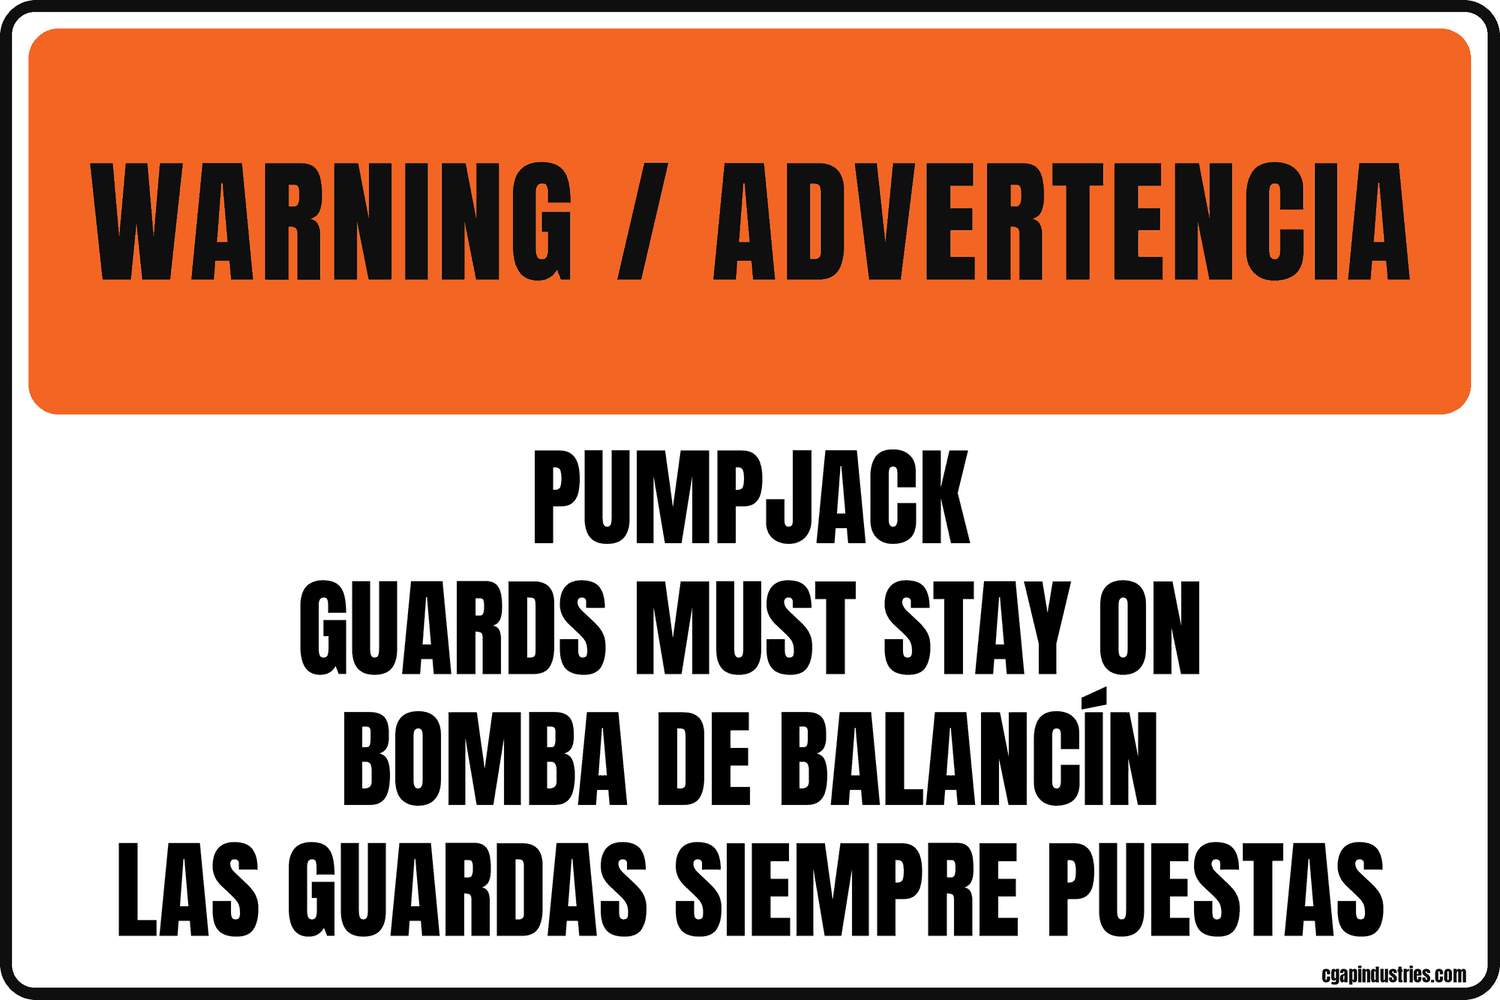 WARNING / ADVERTENCIA
PUMPJACK
GUARDS MUST STAY ON
BOMBA DE BALANCÍN
LAS GUARDAS SIEMPRE PUESTAS
cgapindustries.com